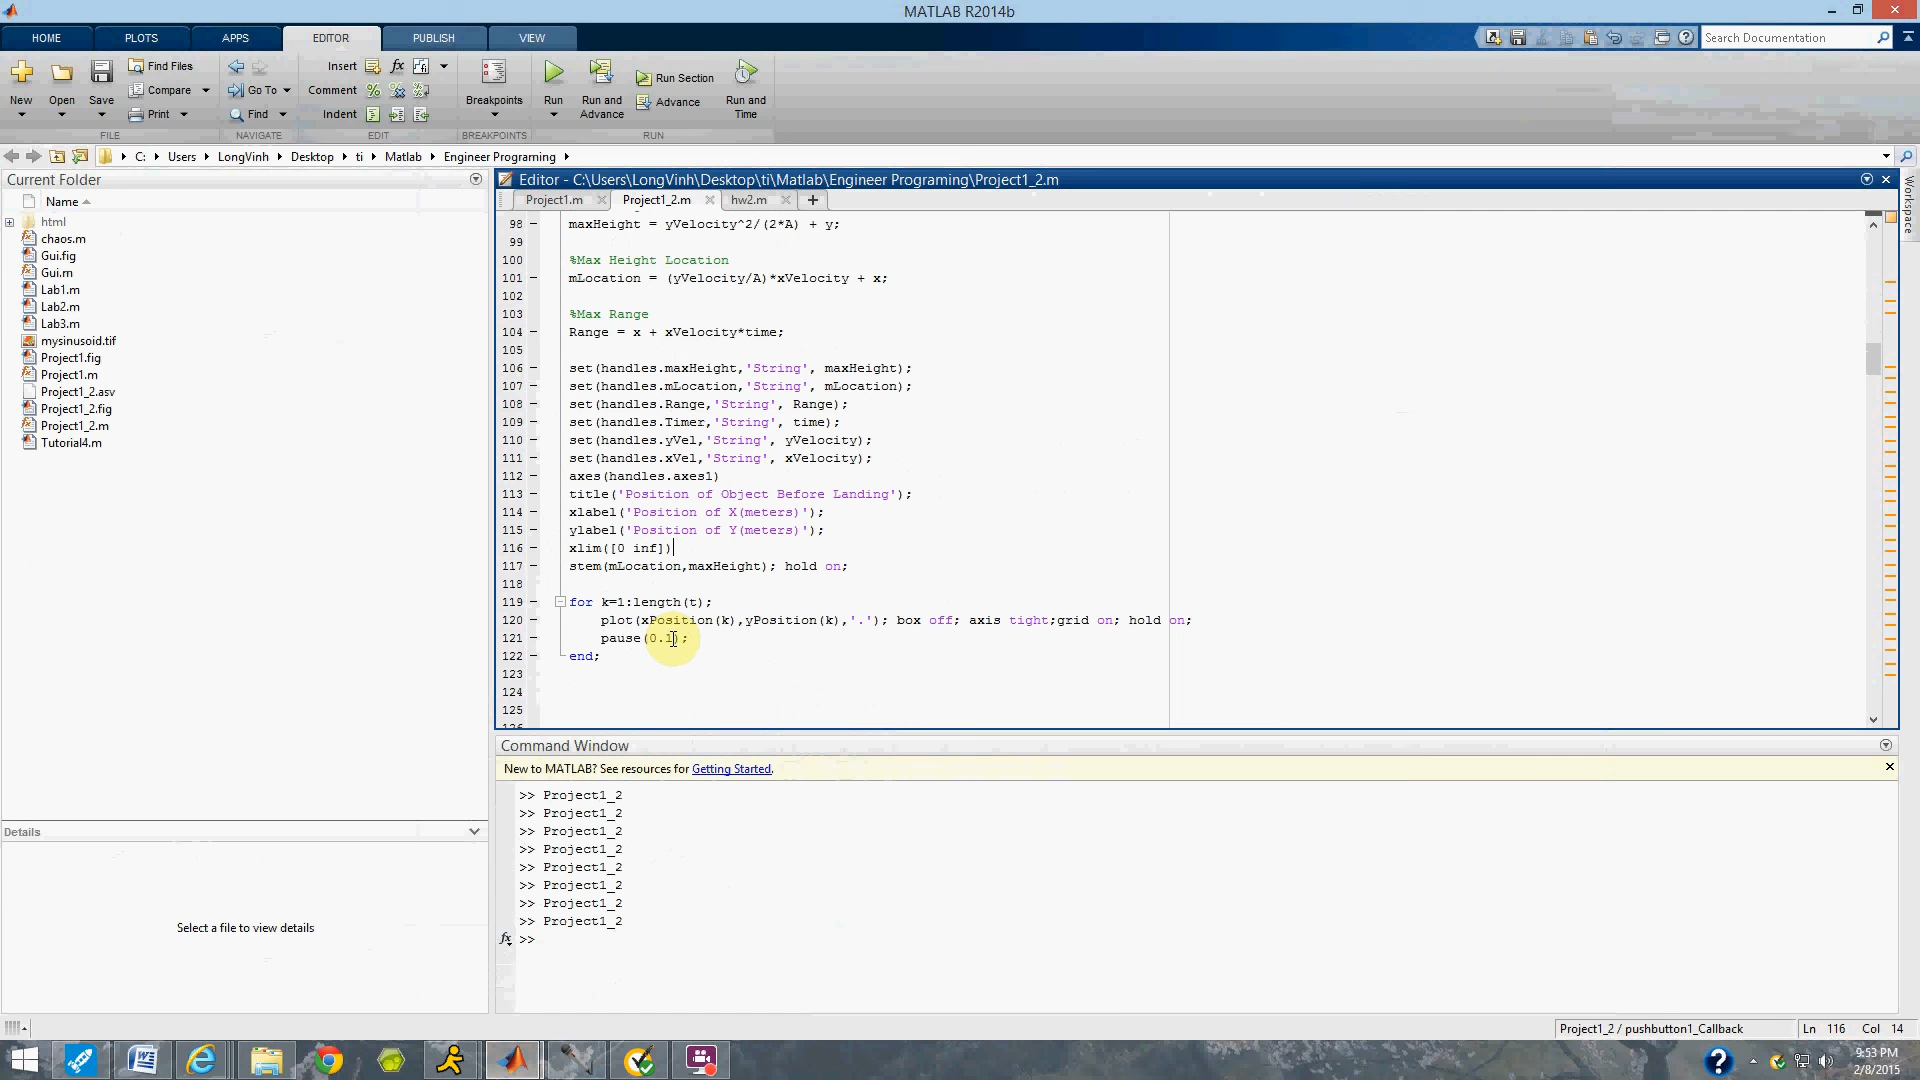 MATLAB R2014b
HOME PLOTS APPS EDITOR PUBLISH VIEW
Search Documentation
New Open Save Find Files Compare Print
Go To Find
Insert fx
Comment
Indent
Breakpoints
Run Run and Advance Run Section Advance Run and Time
FILE NAVIGATE EDIT BREAKPOINTS RUN
C: Users LongVinh Desktop ti Matlab Engineer Programing
Current Folder
Name
html
chaos.m
Gui.fig
Gui.m
Lab1.m
Lab2.m
Lab3.m
mysinusoid.tif
Project1.fig
Project1.m
Project1_2.asv
Project1_2.fig
Project1_2.m
Tutorial4.m
Details
Select a file to view details
Editor - C:\Users\LongVinh\Desktop\ti\Matlab\Engineer Programing\Project1_2.m
Project1.m Project1_2.m hw2.m
Workspace
98 maxHeight = yVelocity^2/(2*A) + y;
99
100 %Max Height Location
101 mLocation = (yVelocity/A)*xVelocity + x;
102
103 %Max Range
104 Range = x + xVelocity*time;
105
106 set(handles.maxHeight,'String', maxHeight);
107 set(handles.mLocation,'String', mLocation);
108 set(handles.Range,'String', Range);
109 set(handles.Timer,'String', time);
110 set(handles.yVel,'String', yVelocity);
111 set(handles.xVel,'String', xVelocity);
112 axes(handles.axes1)
113 title('Position of Object Before Landing');
114 xlabel('Position of X(meters)');
115 ylabel('Position of Y(meters)');
116 xlim([0 inf])
117 stem(mLocation,maxHeight); hold on;
118
119 for k=1:length(t);
120 plot(xPosition(k),yPosition(k),'.'); box off; axis tight;grid on; hold on;
121 pause(0.1);
122 end;
123
124
125
Command Window
New to MATLAB? See resources for Getting Started.
>> Project1_2
>> Project1_2
>> Project1_2
>> Project1_2
>> Project1_2
>> Project1_2
>> Project1_2
>> Project1_2
fx >>
Project1_2 / pushbutton1_Callback Ln 116 Col 14
9:53 PM
2/8/2015